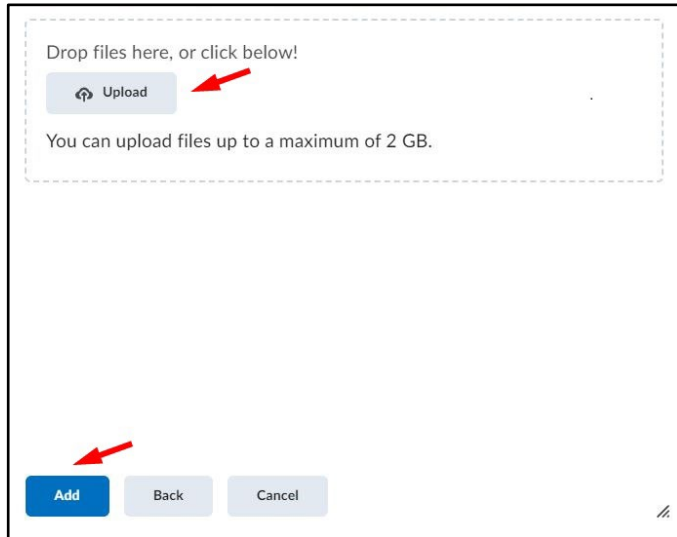 Drop files here, or click below!
Upload
You can upload files up to a maximum of 2 GB.
Add Back Cancel